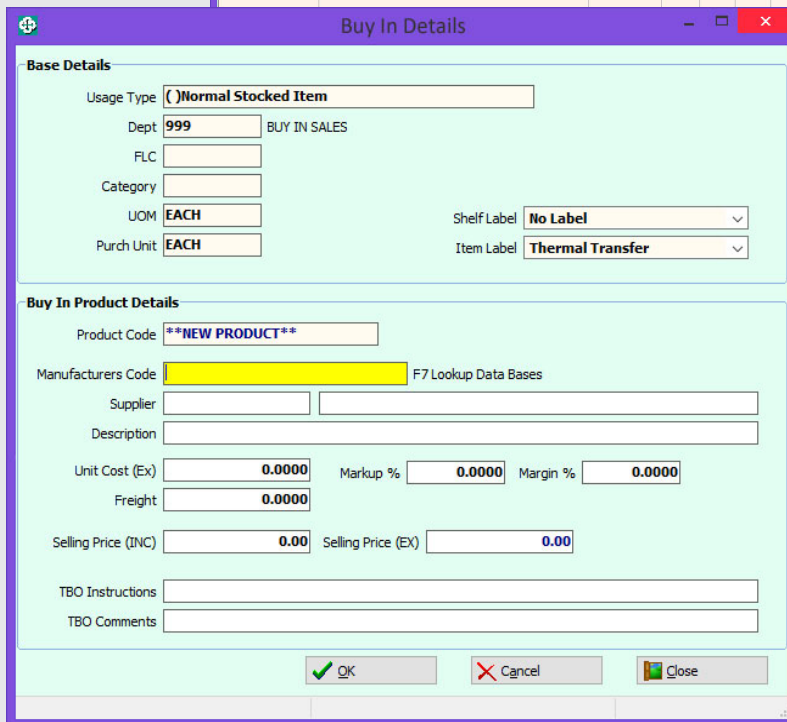 Buy In Details
Base Details
Usage Type ( )Normal Stocked Item
Dept 999 BUY IN SALES
FLC
Category
UOM EACH Shelf Label No Label
Purch Unit EACH Item Label Thermal Transfer
Buy In Product Details
Product Code **NEW PRODUCT**
Manufacturers Code F7 Lookup Data Bases
Supplier
Description
Unit Cost (Ex) 0.0000 Markup % 0.0000 Margin % 0.0000
Freight 0.0000
Selling Price (INC) 0.00 Selling Price (EX) 0.00
TBO Instructions
TBO Comments
OK Cancel Close